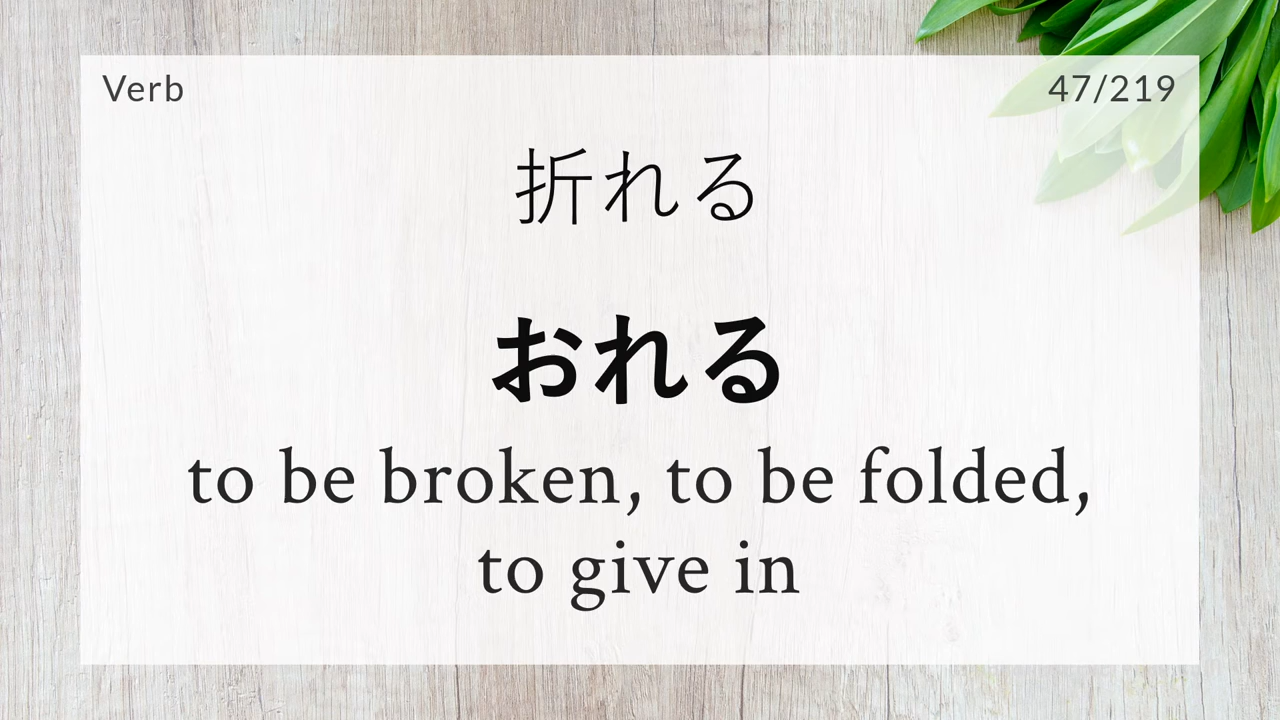 Verb
47/219
折れる
おれる
to be broken, to be folded,
to give in